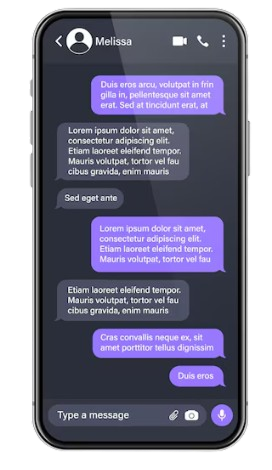 Melissa
Duis eros arcu, volutpat in frin
gilla in, pellentesque sit amet
erat. Sed at tincidunt erat, at
Lorem ipsum dolor sit amet,
consectetur adipiscing elit.
Etiam laoreet eleifend tempor.
Mauris volutpat, tortor vel fau
cibus gravida, enim mauris
Sed eget ante
Lorem ipsum dolor sit amet,
consectetur adipiscing elit.
Etiam laoreet eleifend tempor.
Mauris volutpat, tortor vel fau
Etiam laoreet eleifend tempor.
Mauris volutpat, tortor vel fau
cibus gravida, enim mauris
Cras convallis neque ex, sit
amet porttitor tellus dignissim
Duis eros
Type a message